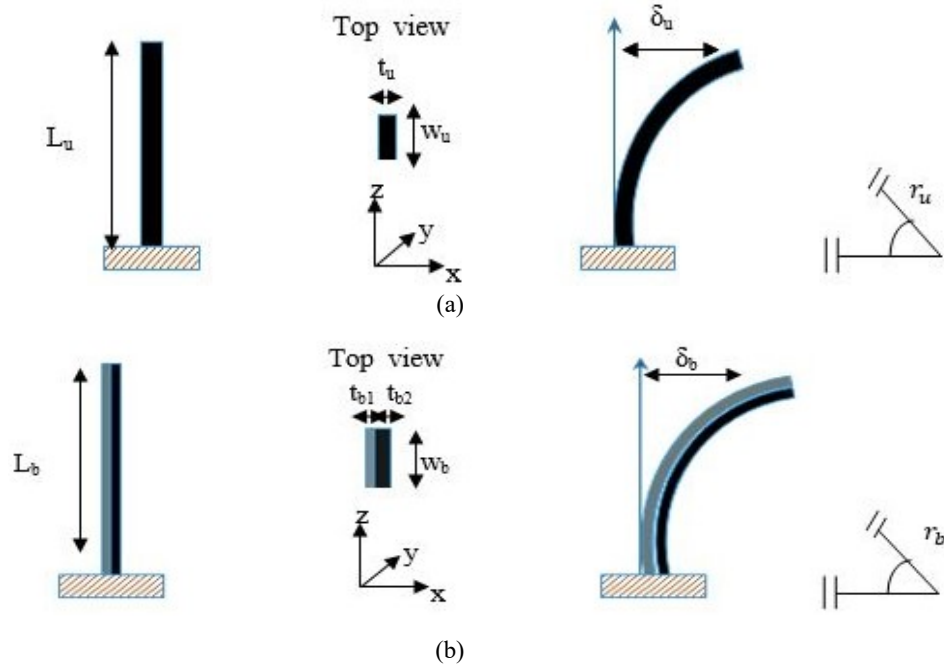 Top view
δu
tu
Lu
wu
z
y
x
ru
(a)
Top view
δb
tb1 tb2
Lb
wb
z
y
x
rb
(b)